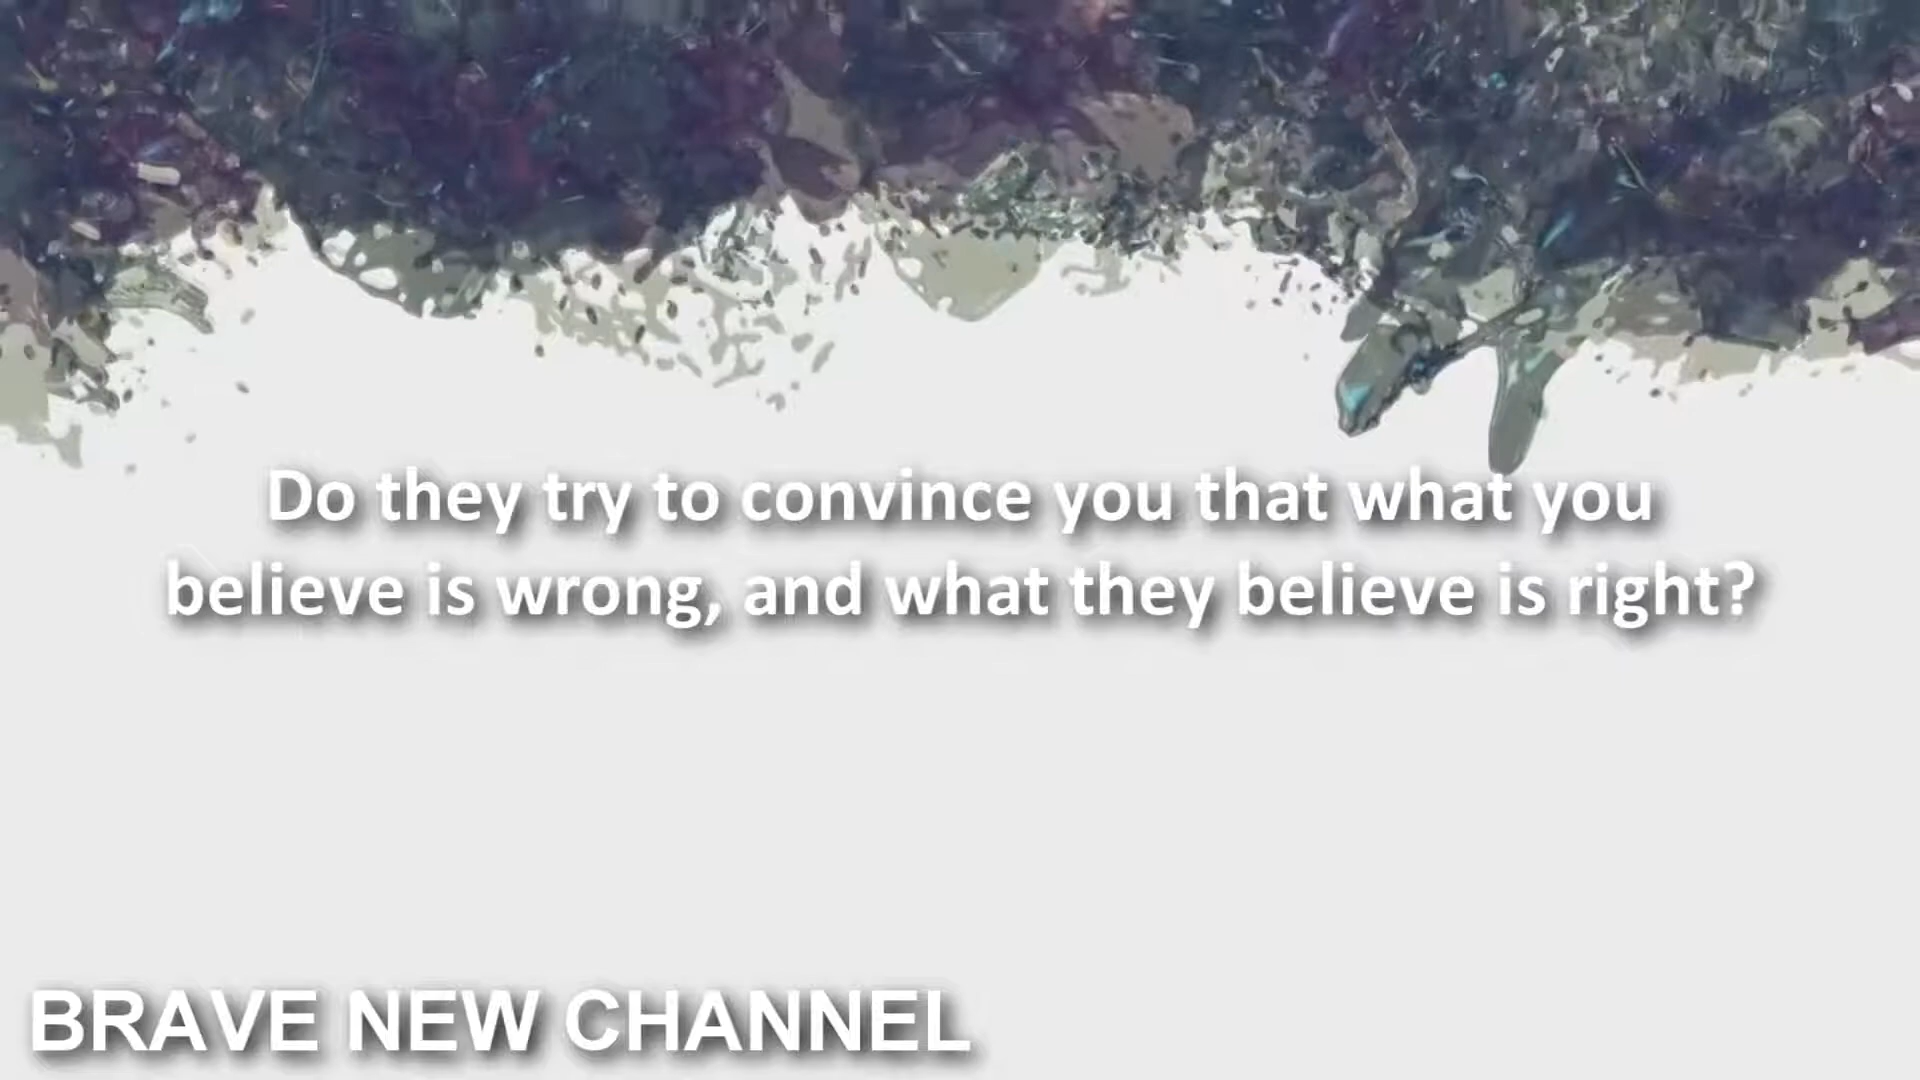 Do they try to convince you that what you
believe is wrong, and what they believe is right?
BRAVE NEW CHANNEL